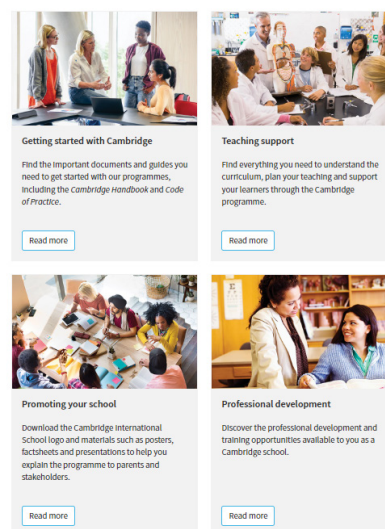 Getting started with Cambridge
Find the important documents and guides you
need to get started with our programmes,
including the Cambridge Handbook and Code
of Practice.
Read more
Teaching support
Find everything you need to understand the
curriculum, plan your teaching and support
your learners through the Cambridge
programme.
Read more
Promoting your school
Download the Cambridge International
School logo and materials such as posters,
factsheets and presentations to help you
explain the programme to parents and
stakeholders.
Read more
Professional development
Discover the professional development and
training opportunities available to you as a
Cambridge school.
Read more